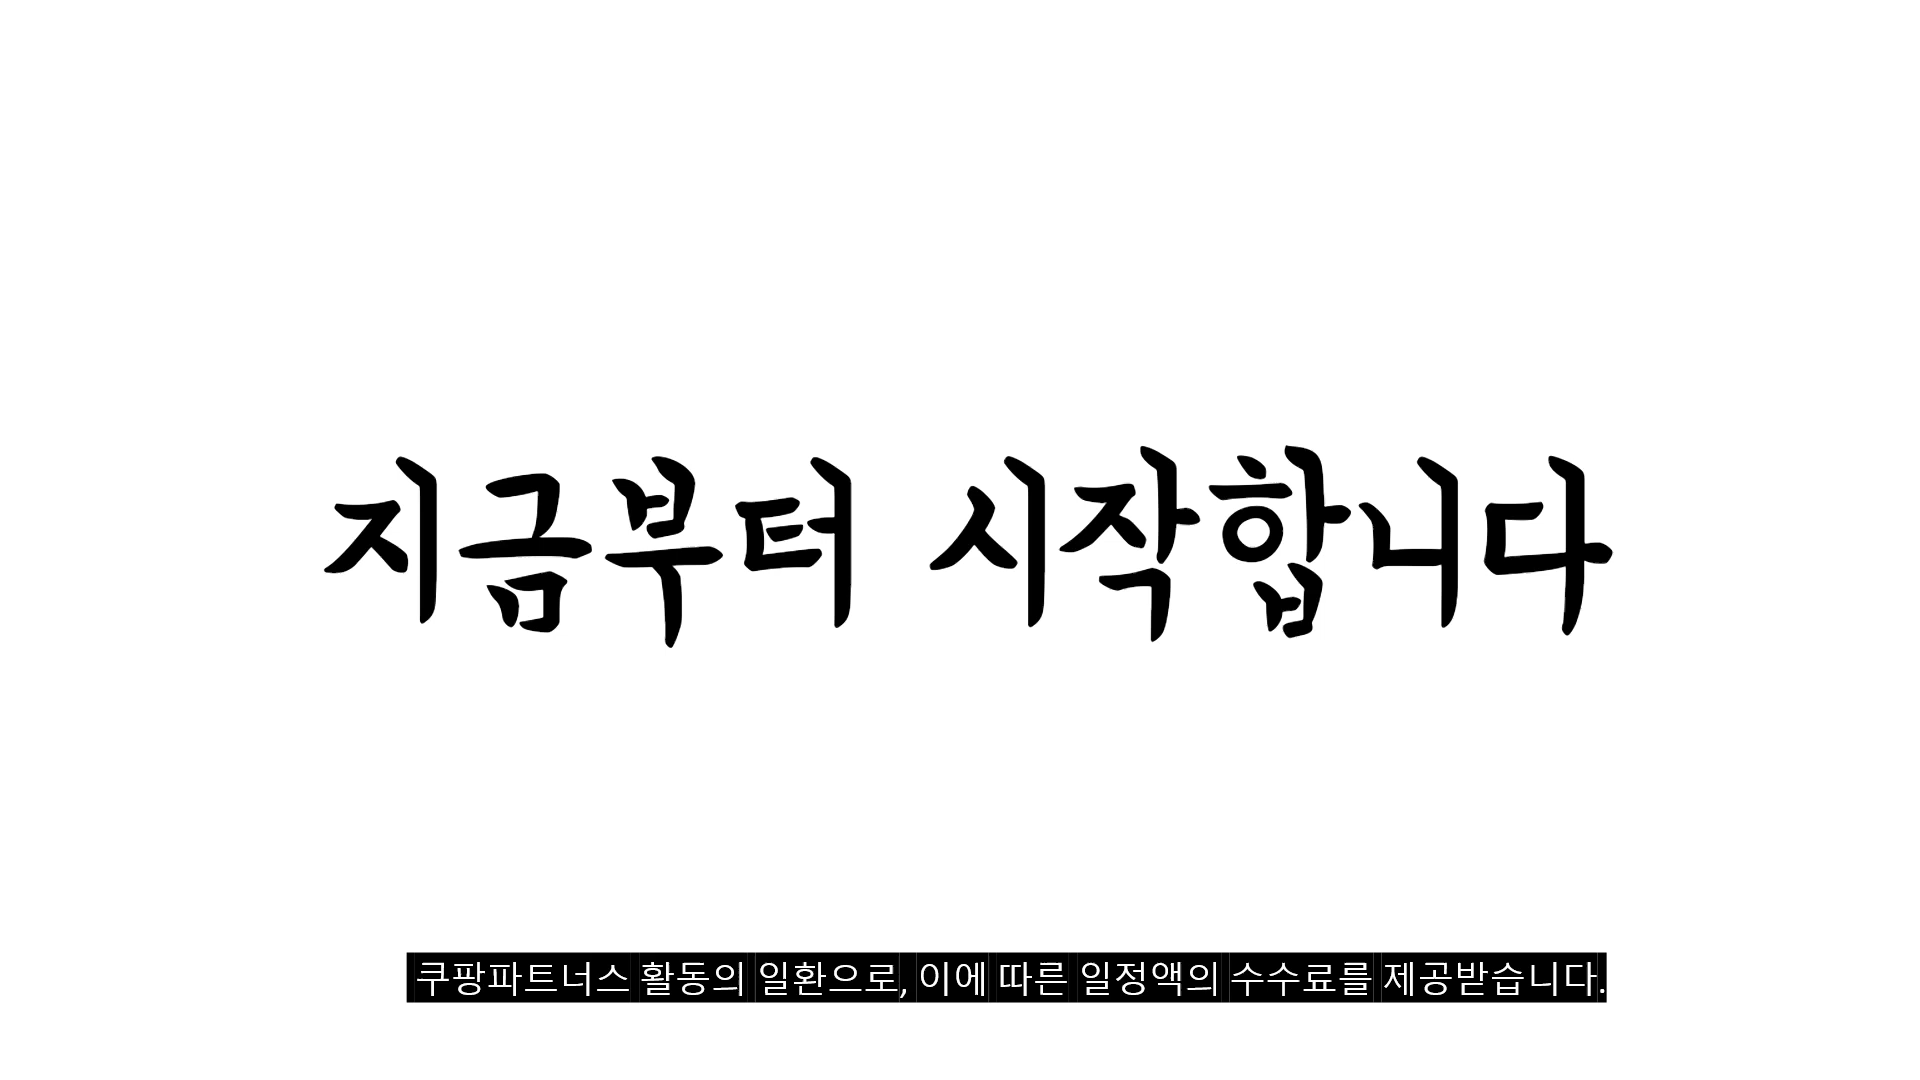 지금부터 시작합니다
쿠팡파트너스 활동의 일환으로, 이에 따른 일정액의 수수료를 제공받습니다.